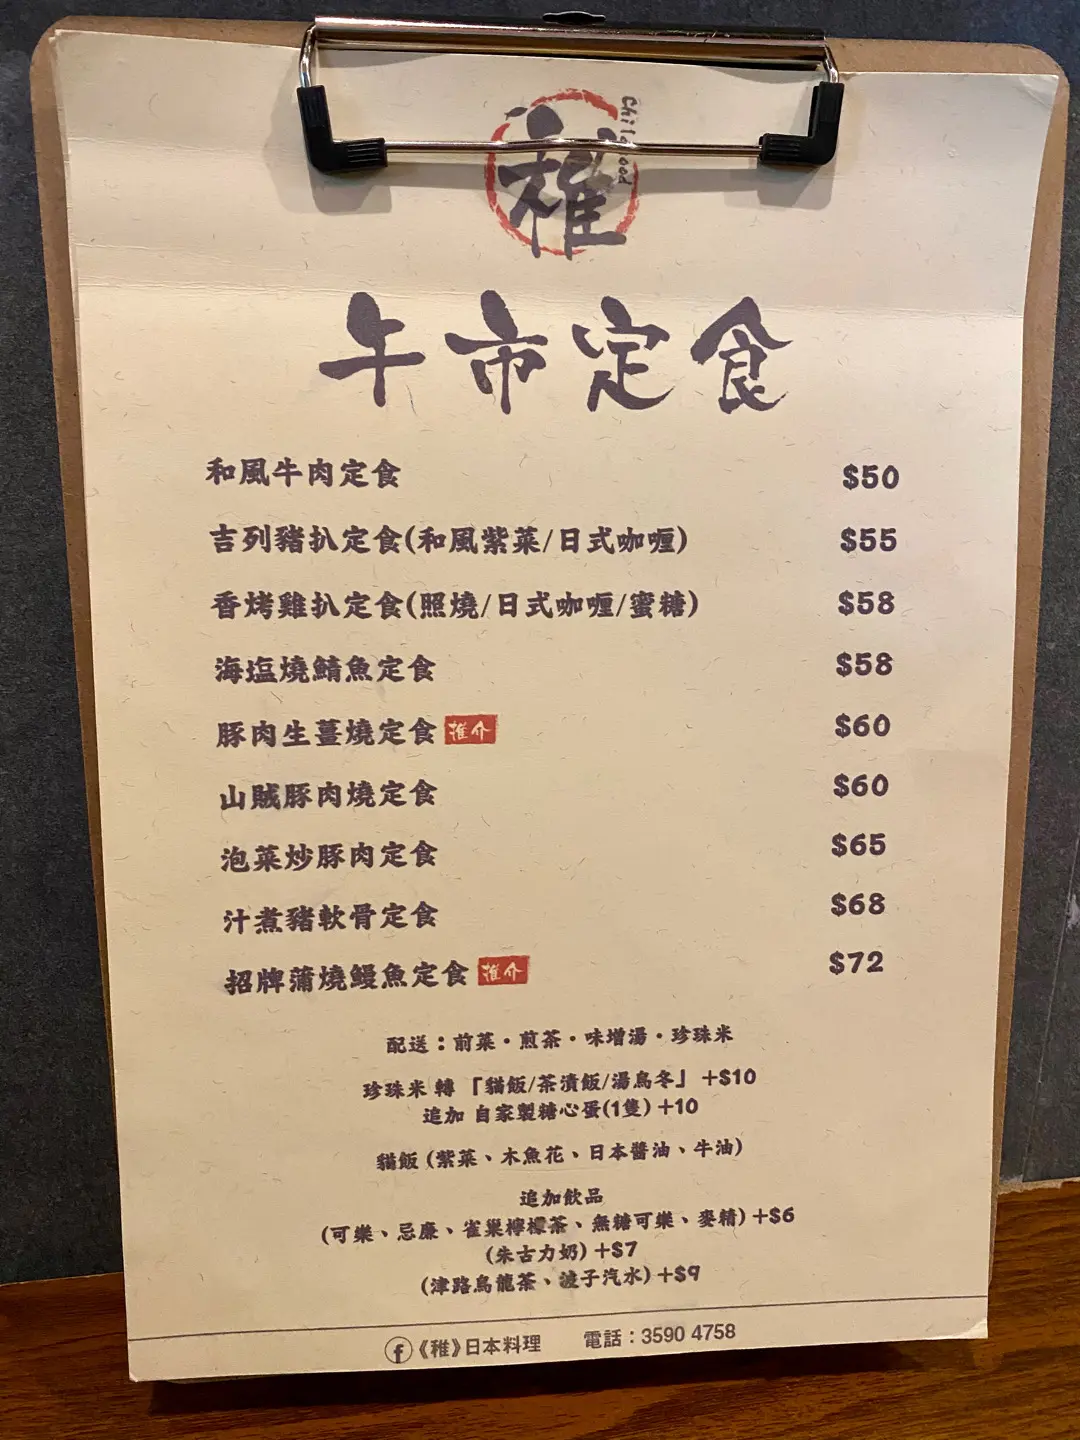 稚
childhood
午市定食
和風牛肉定食 $50
吉列豬扒定食(和風紫菜/日式咖喱) $55
香烤雞扒定食(照燒/日式咖喱/蜜糖) $58
海塩燒鯖魚定食 $58
豚肉生薑燒定食 推介 $60
山賊豚肉燒定食 $60
泡菜炒豚肉定食 $65
汁煮豬軟骨定食 $68
招牌蒲燒鰻魚定食 推介 $72
配送：前菜・煎茶・味增湯・珍珠米
珍珠米 轉「貓飯/茶漬飯/湯烏冬」+$10
追加 自家製糖心蛋(1隻)+10
貓飯 (紫菜、木魚花、日本醬油、牛油)
追加飲品
(可樂、忌廉、雀巢檸檬茶、無糖可樂、麥精)+$6
(朱古力奶)+$7
(津路烏龍茶、波子汽水)+$9
f《稚》日本料理 電話：3590 4758